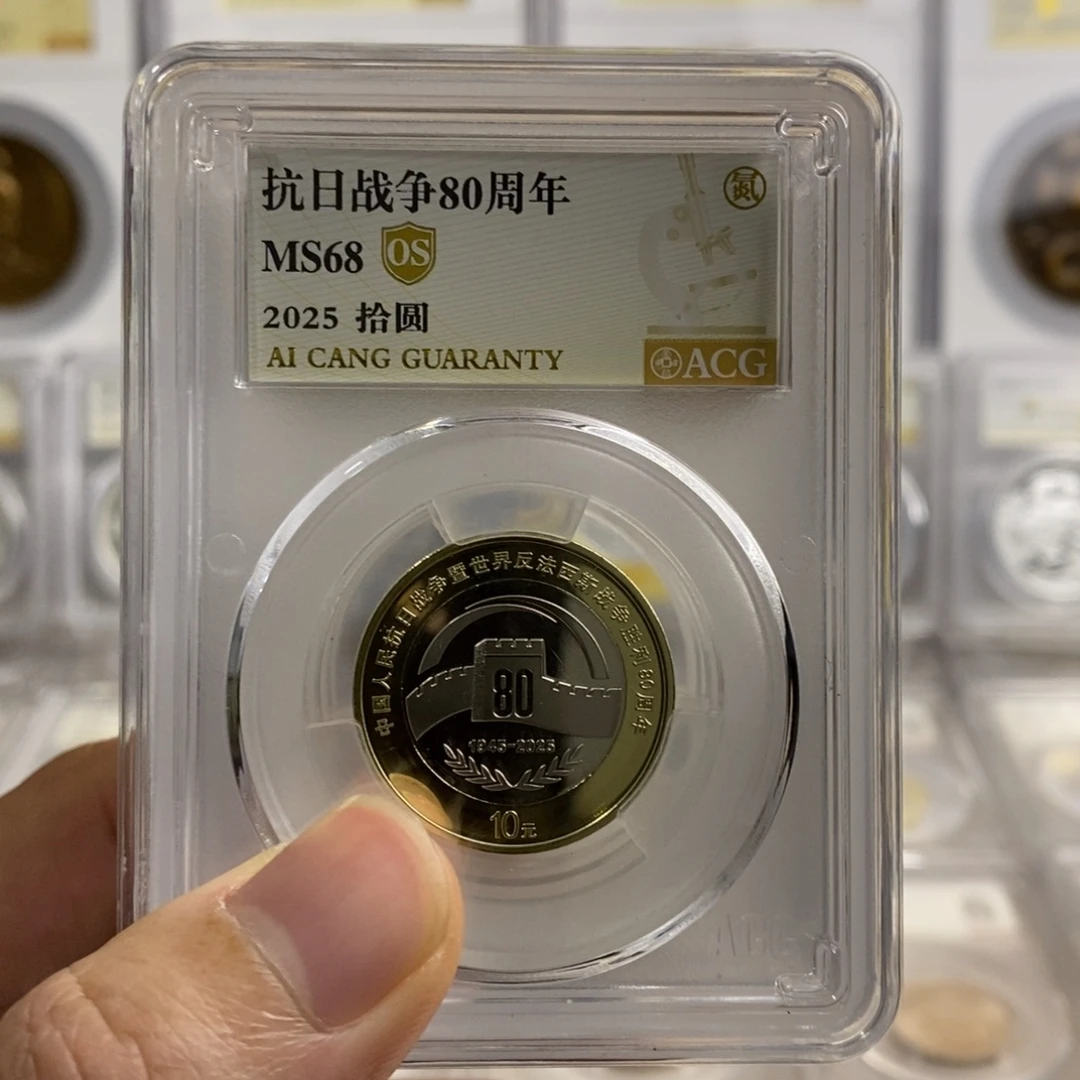 抗日战争80周年
氮
MS68 OS
2025 拾圆
AI CANG GUARANTY
ACG
中国人民抗日战争暨世界反法西斯战争胜利80周年
80
1945-2025
10元
ACG